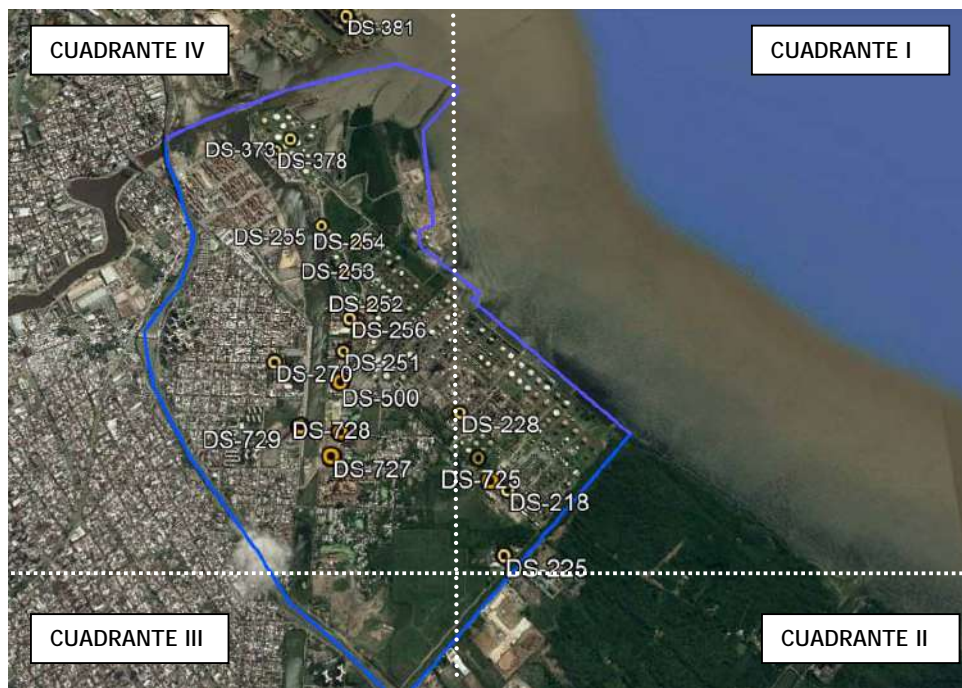 DS-381
CUADRANTE IV
CUADRANTE I
DS-373
DS-378
DS-255
DS-254
DS-253
DS-252
DS-256
DS-251
DS-270
DS-500
DS-228
DS-729
DS-728
DS-727
DS-725
DS-218
DS-225
CUADRANTE III
CUADRANTE II